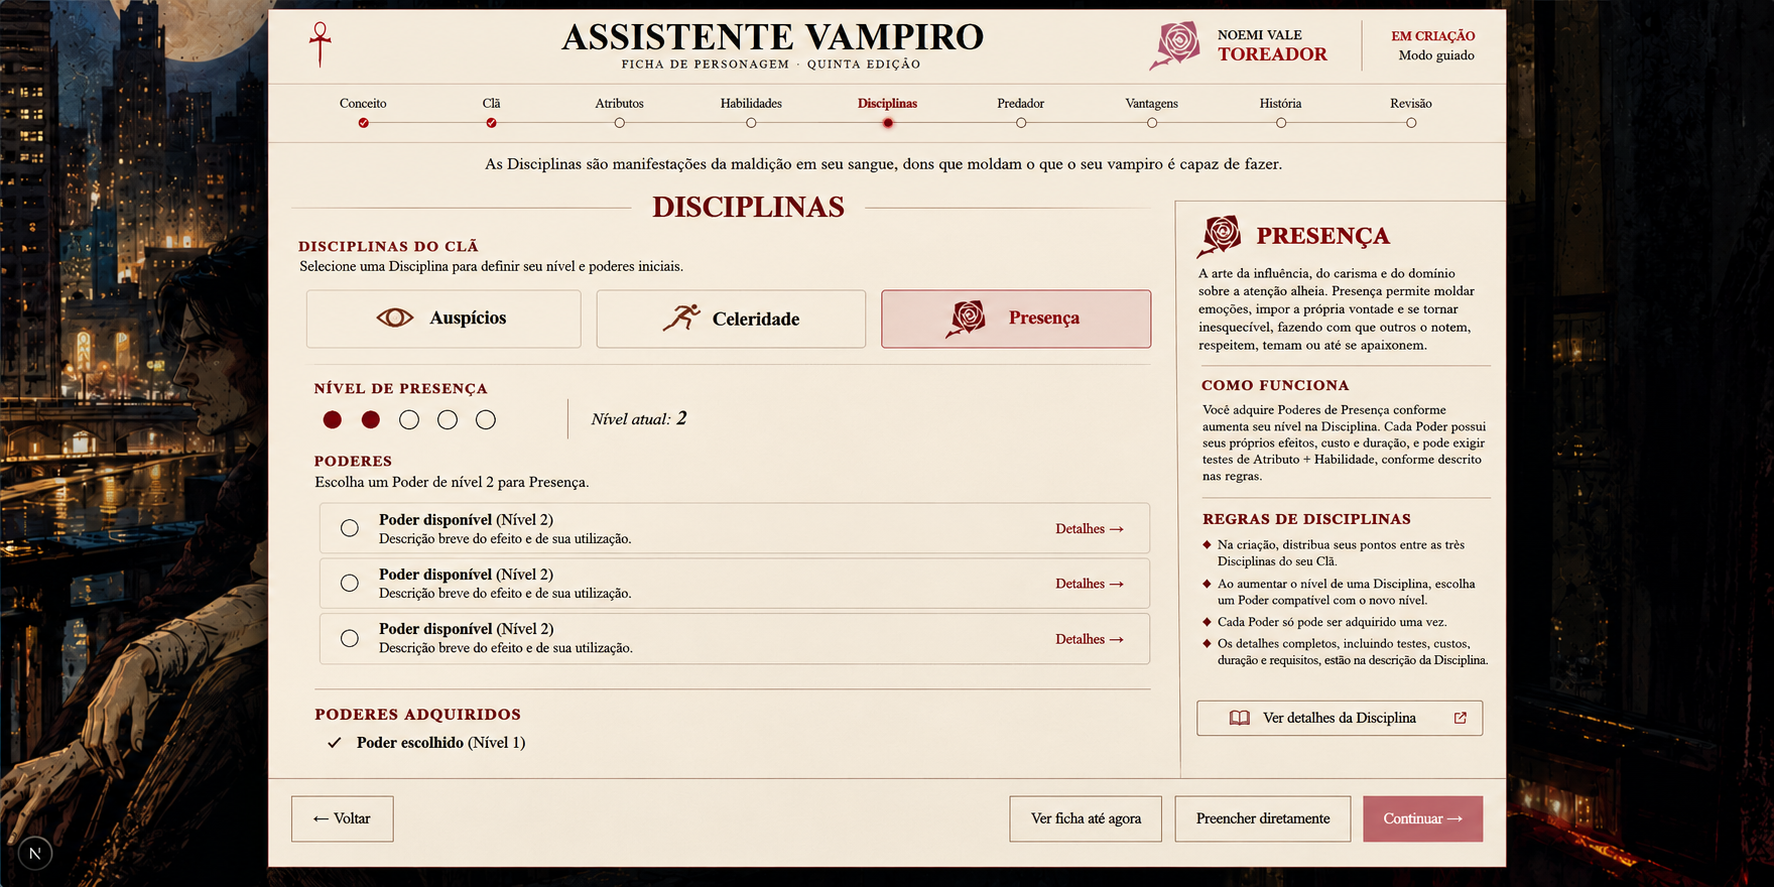 ASSISTENTE VAMPIRO
FICHA DE PERSONAGEM · QUINTA EDIÇÃO
NOEMI VALE
TOREADOR
EM CRIAÇÃO
Modo guiado
Conceito
Clã
Atributos
Habilidades
Disciplinas
Predador
Vantagens
História
Revisão
As Disciplinas são manifestações da maldição em seu sangue, dons que moldam o que o seu vampiro é capaz de fazer.
DISCIPLINAS
DISCIPLINAS DO CLÃ
Selecione uma Disciplina para definir seu nível e poderes iniciais.
Auspícios
Celeridade
Presença
NÍVEL DE PRESENÇA
Nível atual: 2
PODERES
Escolha um Poder de nível 2 para Presença.
Poder disponível (Nível 2)
Descrição breve do efeito e de sua utilização.
Detalhes →
Poder disponível (Nível 2)
Descrição breve do efeito e de sua utilização.
Detalhes →
Poder disponível (Nível 2)
Descrição breve do efeito e de sua utilização.
Detalhes →
PODERES ADQUIRIDOS
Poder escolhido (Nível 1)
PRESENÇA
A arte da influência, do carisma e do domínio
sobre a atenção alheia. Presença permite moldar
emoções, impor a própria vontade e se tornar
inesquecível, fazendo com que outros o notem,
respeitem, temam ou até se apaixonem.
COMO FUNCIONA
Você adquire Poderes de Presença conforme
aumenta seu nível na Disciplina. Cada Poder possui
seus próprios efeitos, custo e duração, e pode exigir
testes de Atributo + Habilidade, conforme descrito
nas regras.
REGRAS DE DISCIPLINAS
Na criação, distribua seus pontos entre as três
Disciplinas do seu Clã.
Ao aumentar o nível de uma Disciplina, escolha
um Poder compatível com o novo nível.
Cada Poder só pode ser adquirido uma vez.
Os detalhes completos, incluindo testes, custos,
duração e requisitos, estão na descrição da Disciplina.
Ver detalhes da Disciplina
← Voltar
Ver ficha até agora
Preencher diretamente
Continuar →
N